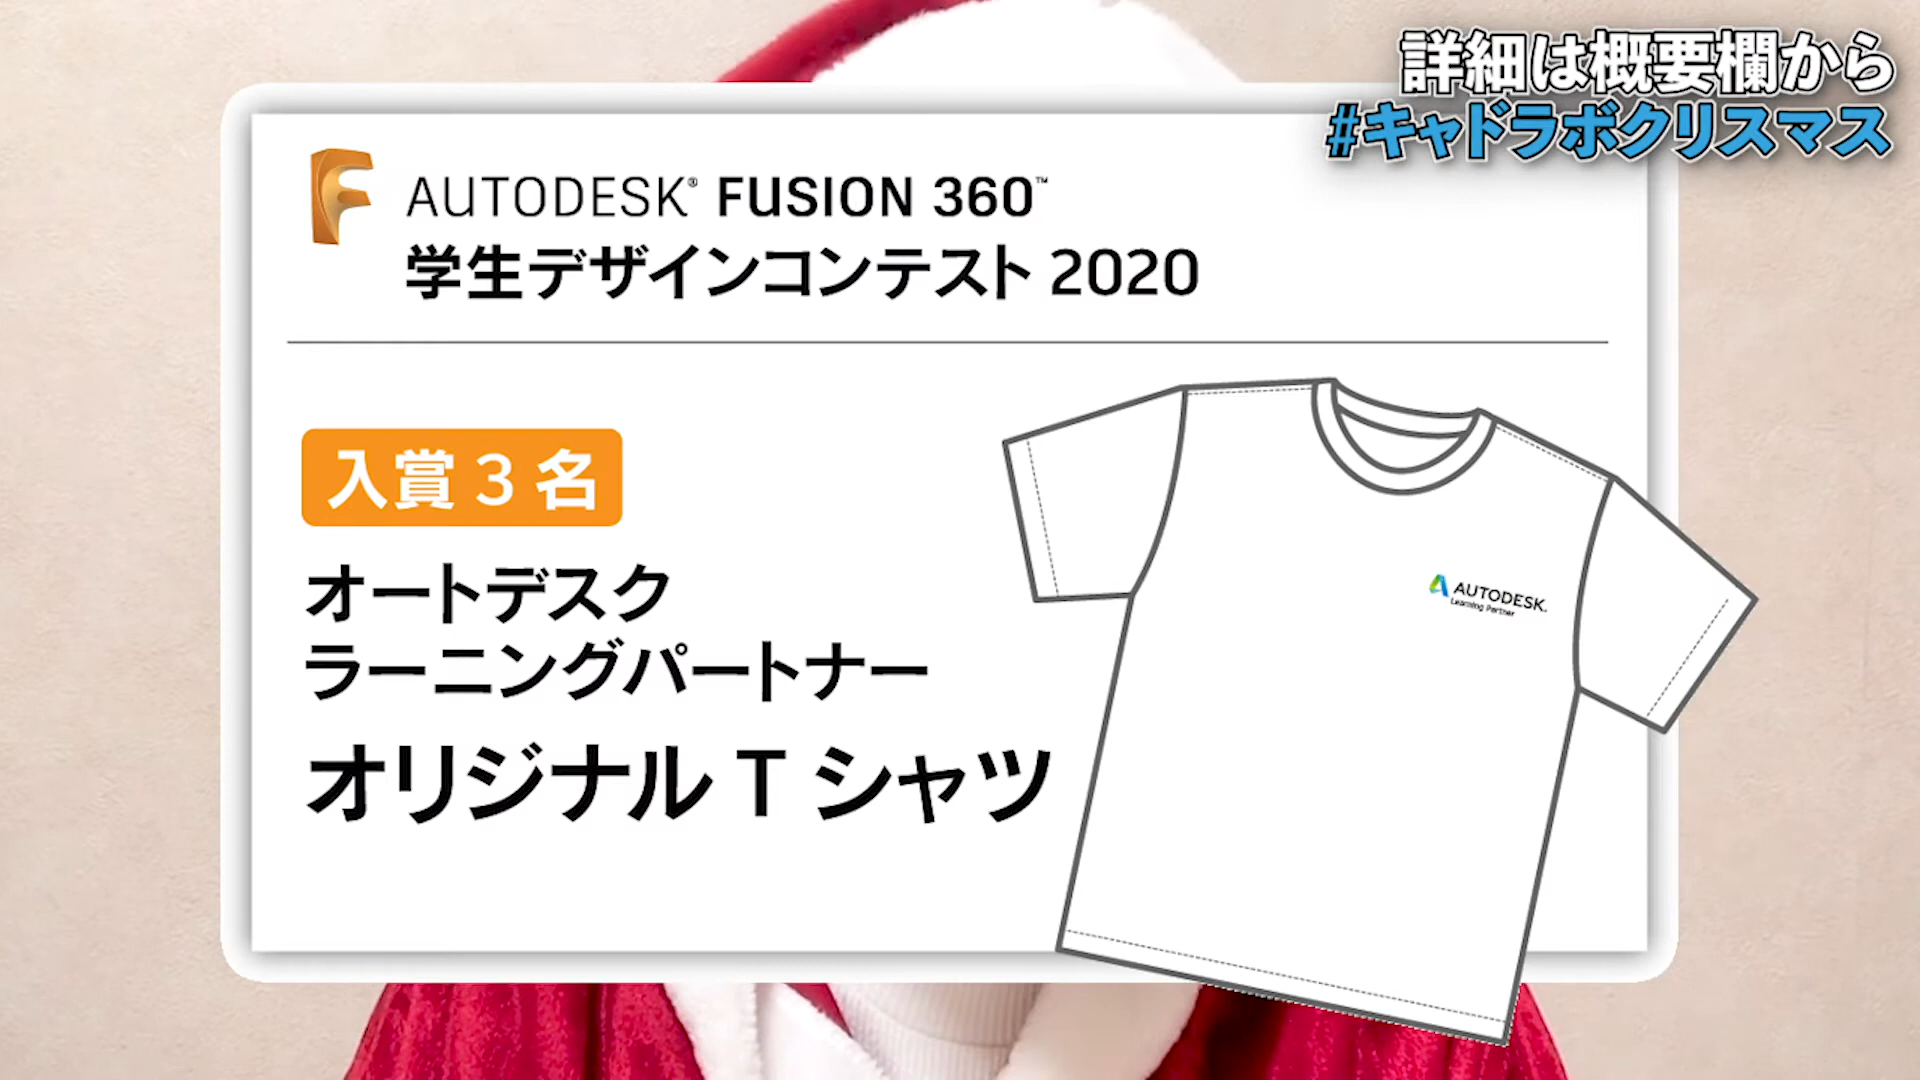 詳細は概要欄から
#キャドラボクリスマス
AUTODESK® FUSION 360™
学生デザインコンテスト 2020
入賞 3 名
オートデスク
ラーニングパートナー
オリジナル T シャツ
AUTODESK.
Learning Partner